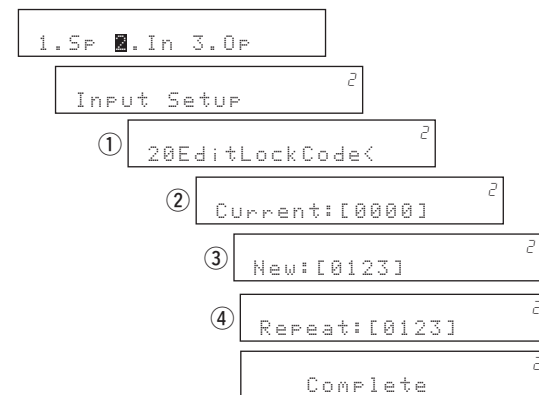 1.Sp 2.In 3.Op
2
Input Setup
2
① 20EditLockCode<
2
② Current:[0000]
2
③ New:[0123]
2
④ Repeat:[0123]
2
Complete